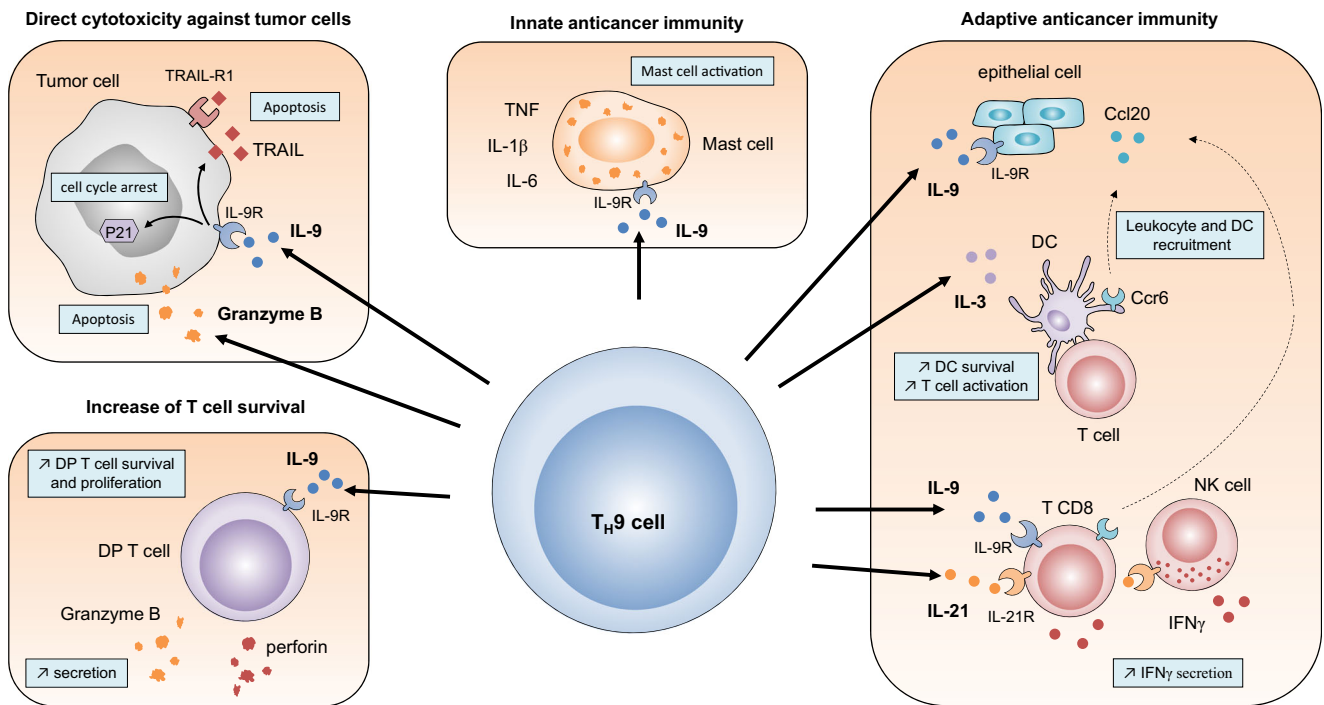 Direct cytotoxicity against tumor cells
Tumor cell
TRAIL-R1
Apoptosis
TRAIL
cell cycle arrest
IL-9R
P21
IL-9
Apoptosis
Granzyme B
Innate anticancer immunity
Mast cell activation
TNF
IL-1β
IL-6
Mast cell
IL-9R
IL-9
Adaptive anticancer immunity
epithelial cell
Ccl20
IL-9R
IL-9
Leukocyte and DC
recruitment
DC
IL-3
Ccr6
↗ DC survival
↗ T cell activation
T cell
IL-9
T CD8
NK cell
IL-9R
IL-21
IL-21R
IFNγ
↗ IFNγ secretion
Increase of T cell survival
↗ DP T cell survival
and proliferation
IL-9
IL-9R
DP T cell
Granzyme B
perforin
↗ secretion
TH9 cell